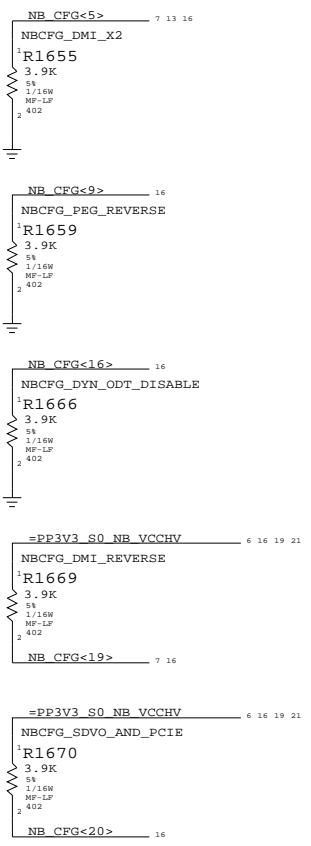 NB_CFG<5> 7 13 16
NBCFG_DMI_X2
1
R1655
3.9K
5%
1/16W
MF-LF
402
2
NB_CFG<9> 16
NBCFG_PEG_REVERSE
1
R1659
3.9K
5%
1/16W
MF-LF
402
2
NB_CFG<16> 16
NBCFG_DYN_ODT_DISABLE
1
R1666
3.9K
5%
1/16W
MF-LF
402
2
=PP3V3_S0_NB_VCCHV 6 16 19 21
NBCFG_DMI_REVERSE
1
R1669
3.9K
5%
1/16W
MF-LF
402
2
NB_CFG<19> 7 16
=PP3V3_S0_NB_VCCHV 6 16 19 21
NBCFG_SDVO_AND_PCIE
1
R1670
3.9K
5%
1/16W
MF-LF
402
2
NB_CFG<20> 16